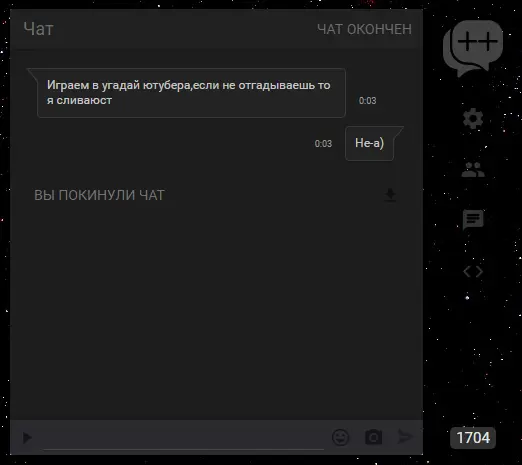 Чат
ЧАТ ОКОНЧЕН
++
Играем в угадай ютубера,если не отгадываешь то
я сливаюст
0:03
0:03
Не-а)
ВЫ ПОКИНУЛИ ЧАТ
1704